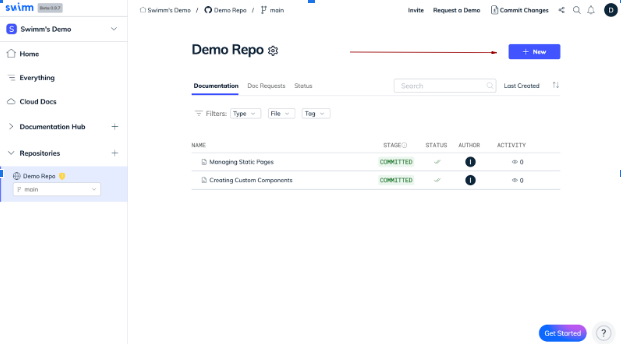 swimm Beta 0.9.7
Swimm's Demo / Demo Repo / main
Invite Request a Demo Commit Changes D
S Swimm's Demo
Home
Everything
Cloud Docs
Documentation Hub +
Repositories +
Demo Repo
main
Demo Repo
+ New
Documentation Doc Requests Status
Search
Last Created
Filters: Type File Tag
NAME STAGE STATUS AUTHOR ACTIVITY
Managing Static Pages COMMITTED I 0
Creating Custom Components COMMITTED I 0
Get Started ?